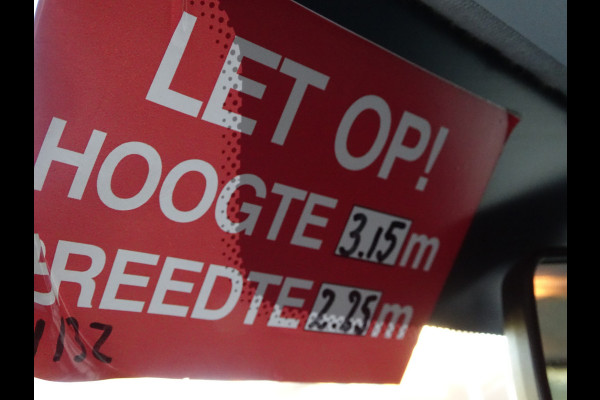 LET OP!
HOOGTE 3.15 m
BREEDTE 2.25 m